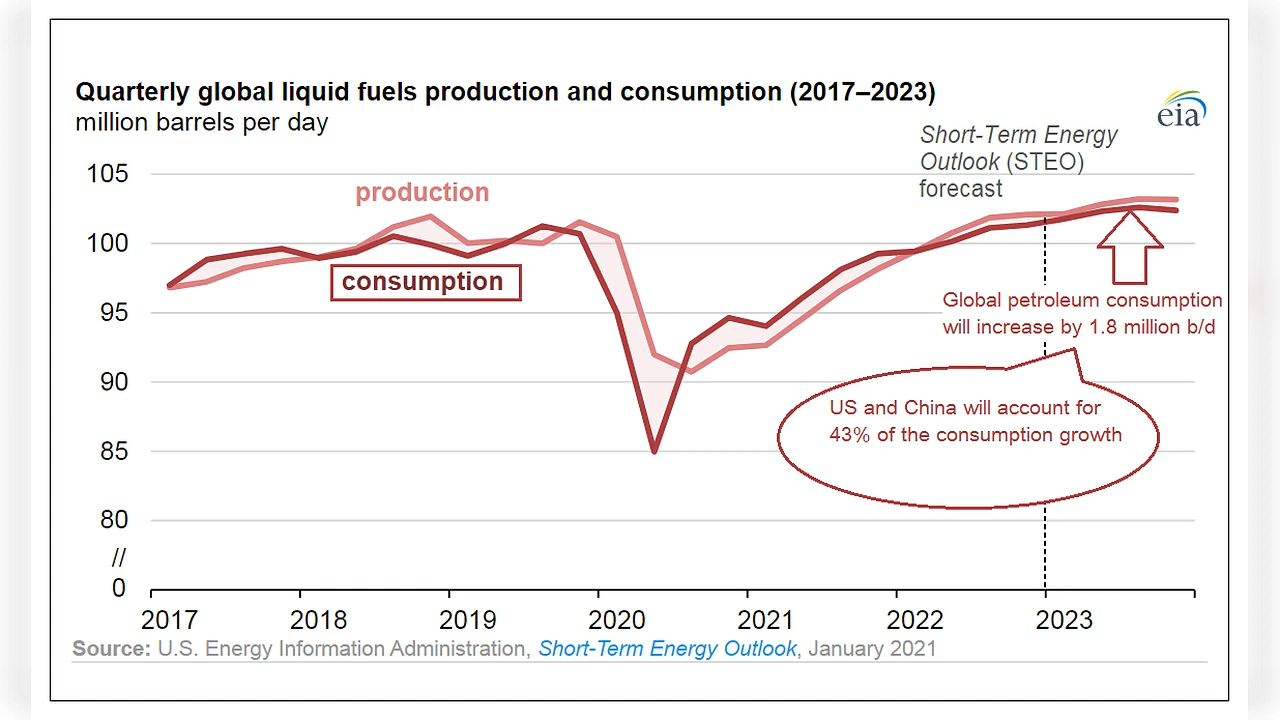 Quarterly global liquid fuels production and consumption (2017–2023)
million barrels per day
eia
Short-Term Energy
Outlook (STEO)
forecast
105
production
100
consumption
95
Global petroleum consumption
will increase by 1.8 million b/d
90
US and China will account for
43% of the consumption growth
85
80
//
0
2017 2018 2019 2020 2021 2022 2023
Source: U.S. Energy Information Administration, Short-Term Energy Outlook, January 2021